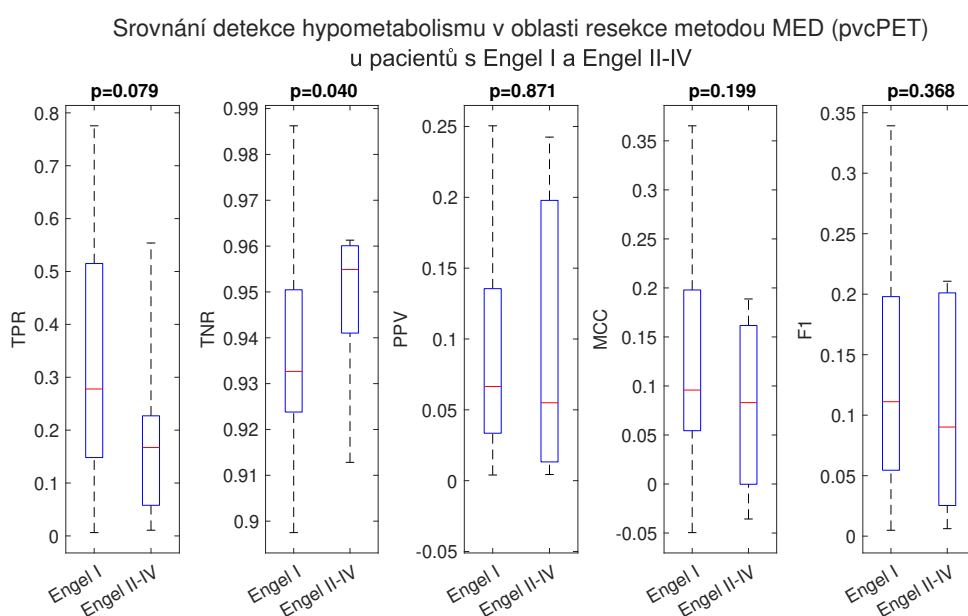 Srovnání detekce hypometabolismu v oblasti resekce metodou MED (pvcPET)
u pacientů s Engel I a Engel II-IV
p=0.079
TPR
0.8
0.7
0.6
0.5
0.4
0.3
0.2
0.1
0
Engel I
Engel II-IV
p=0.040
TNR
0.99
0.98
0.97
0.96
0.95
0.94
0.93
0.92
0.91
0.9
Engel I
Engel II-IV
p=0.871
PPV
0.25
0.2
0.15
0.1
0.05
0
-0.05
Engel I
Engel II-IV
p=0.199
MCC
0.35
0.3
0.25
0.2
0.15
0.1
0.05
0
-0.05
Engel I
Engel II-IV
p=0.368
F1
0.35
0.3
0.25
0.2
0.15
0.1
0.05
0
Engel I
Engel II-IV